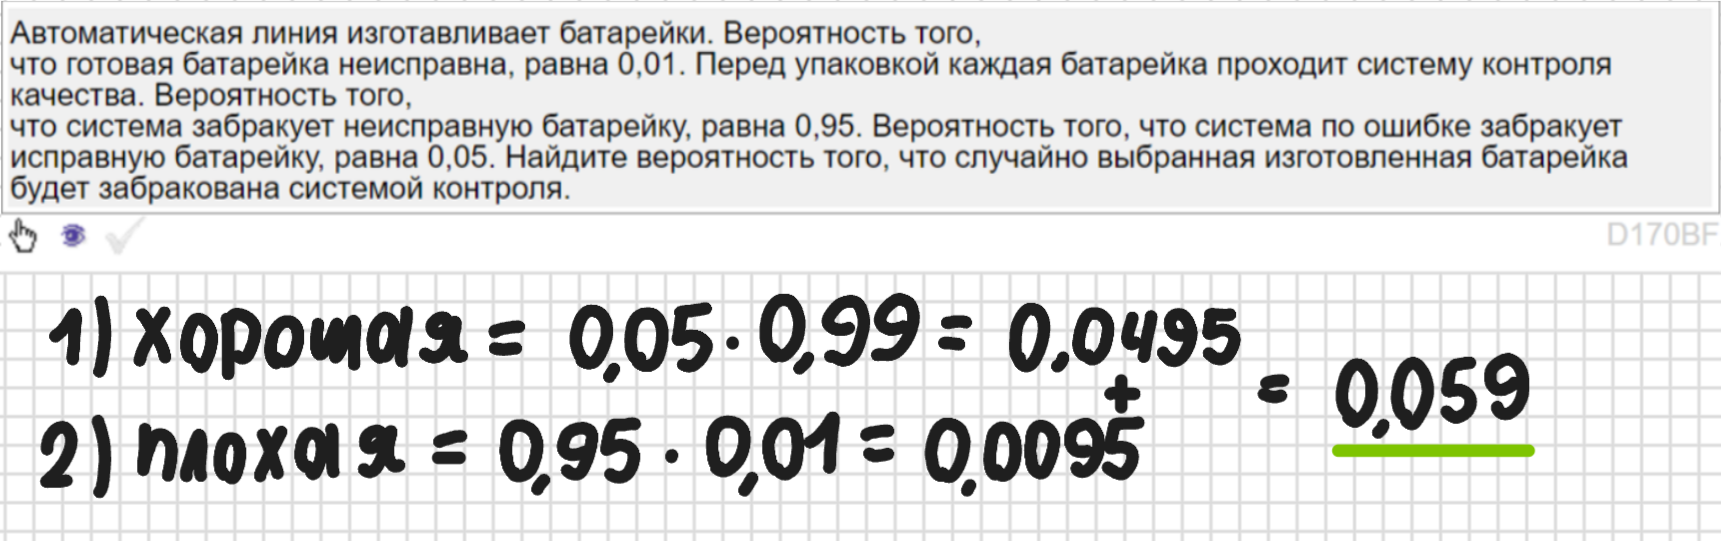 Автоматическая линия изготавливает батарейки. Вероятность того,
что готовая батарейка неисправна, равна 0,01. Перед упаковкой каждая батарейка проходит систему контроля
качества. Вероятность того,
что система забракует неисправную батарейку, равна 0,95. Вероятность того, что система по ошибке забракует
исправную батарейку, равна 0,05. Найдите вероятность того, что случайно выбранная изготовленная батарейка
будет забракована системой контроля.
D170BF
1) хорошая = 0,05 · 0,99 = 0,0495
+
= 0,059
2) плохая = 0,95 · 0,01 = 0,0095